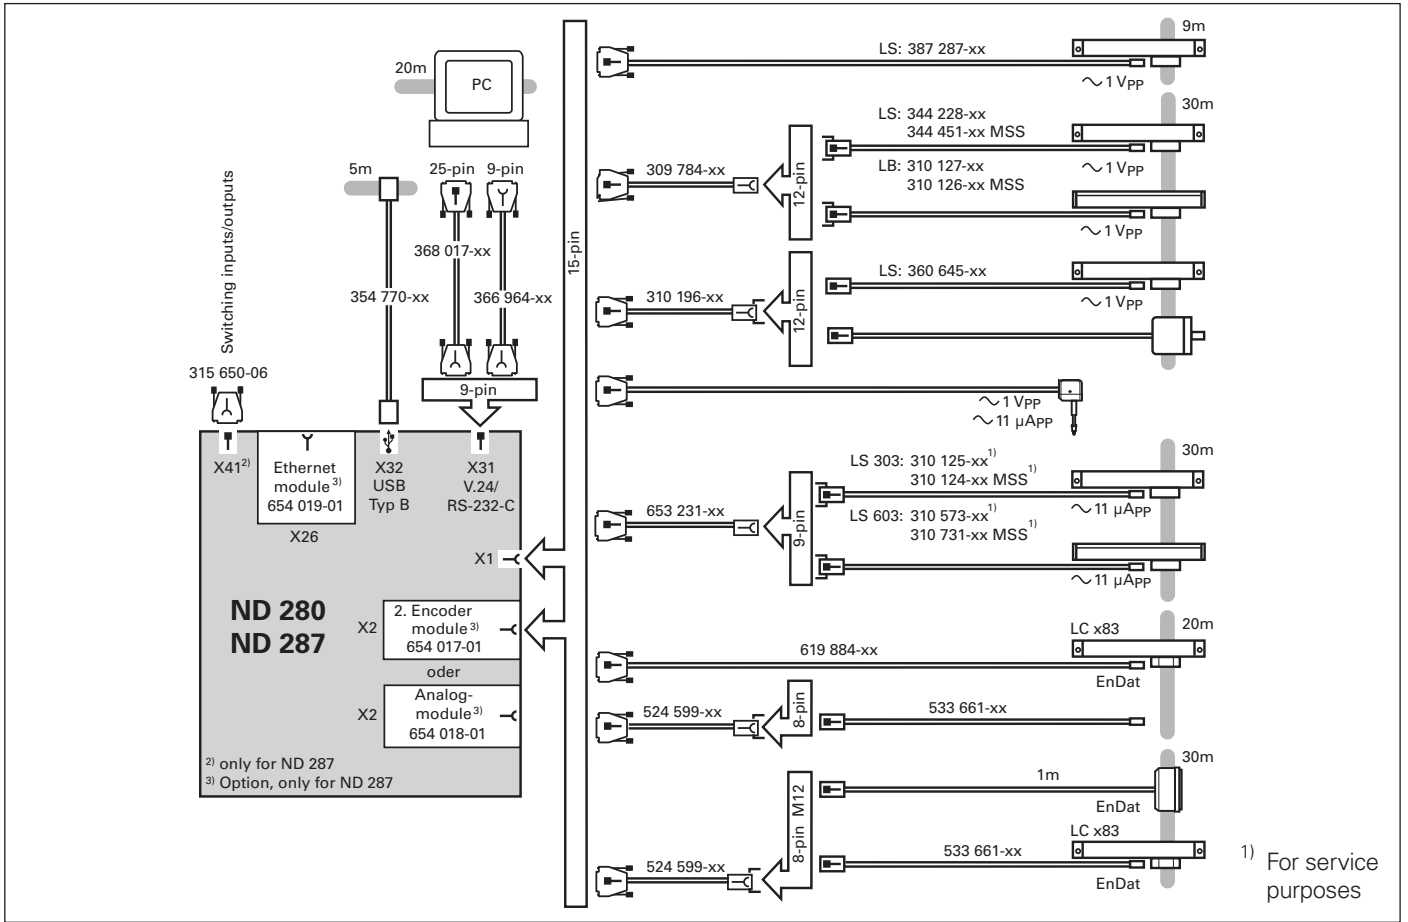 20m
PC
5m
25-pin
9-pin
Switching inputs/outputs
368 017-xx
354 770-xx
366 964-xx
315 650-06
9-pin
X41 2)
Ethernet
module 3)
654 019-01
X26
X32
USB
Typ B
X31
V.24/
RS-232-C
X1
ND 280
ND 287
X2
2. Encoder
module 3)
654 017-01
oder
X2
Analog-
module 3)
654 018-01
2) only for ND 287
3) Option, only for ND 287
15-pin
LS: 387 287-xx
9m
~ 1 VPP
309 784-xx
12-pin
LS: 344 228-xx
344 451-xx MSS
30m
~ 1 VPP
LB: 310 127-xx
310 126-xx MSS
~ 1 VPP
310 196-xx
12-pin
LS: 360 645-xx
~ 1 VPP
~ 1 VPP
~ 11 µAPP
653 231-xx
9-pin
LS 303: 310 125-xx 1)
310 124-xx MSS 1)
30m
~ 11 µAPP
LS 603: 310 573-xx 1)
310 731-xx MSS 1)
~ 11 µAPP
619 884-xx
LC x83
20m
EnDat
524 599-xx
8-pin
533 661-xx
8-pin M12
1m
30m
EnDat
524 599-xx
533 661-xx
LC x83
EnDat
1) For service
purposes